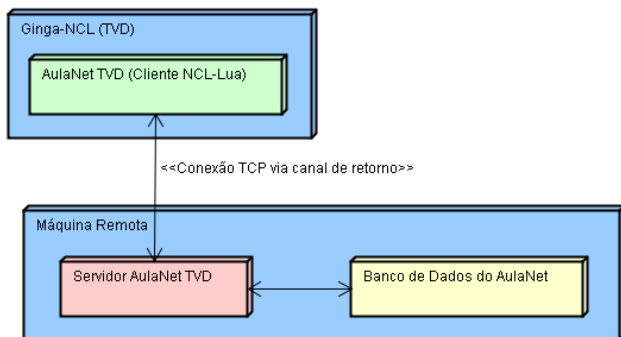 Ginga-NCL (TVD)
AulaNet TVD (Cliente NCL-Lua)
<<Conexão TCP via canal de retorno>>
Máquina Remota
Servidor AulaNet TVD
Banco de Dados do AulaNet